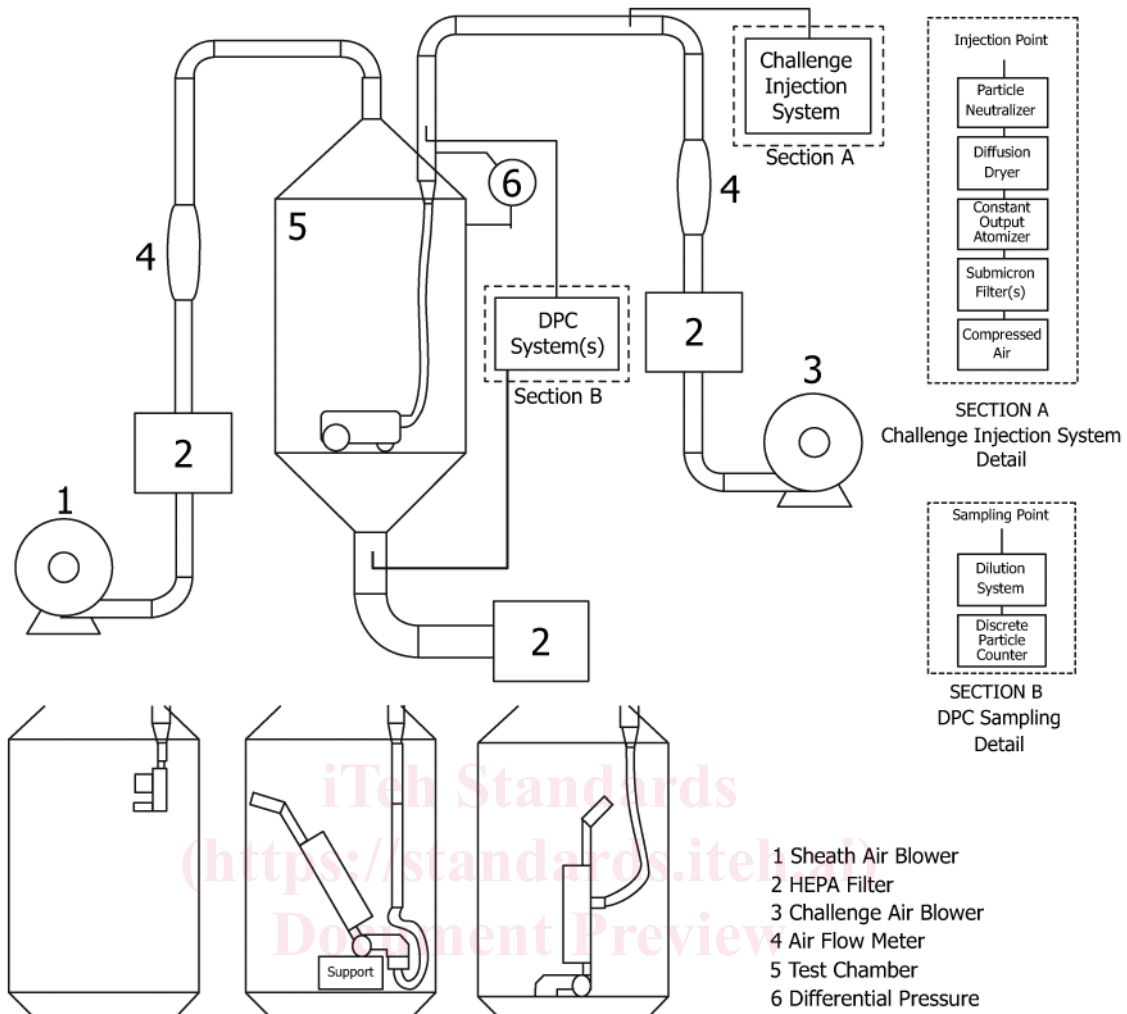 Challenge
Injection
System
Section A
6
4
5
4
DPC
System(s)
Section B
2
3
2
1
2
Injection Point
Particle
Neutralizer
Diffusion
Dryer
Constant
Output
Atomizer
Submicron
Filter(s)
Compressed
Air
SECTION A
Challenge Injection System
Detail
Sampling Point
Dilution
System
Discrete
Particle
Counter
SECTION B
DPC Sampling
Detail
Support
iTeh Standards
(https://standards.iteh.ai)
Document Preview
1 Sheath Air Blower
2 HEPA Filter
3 Challenge Air Blower
4 Air Flow Meter
5 Test Chamber
6 Differential Pressure